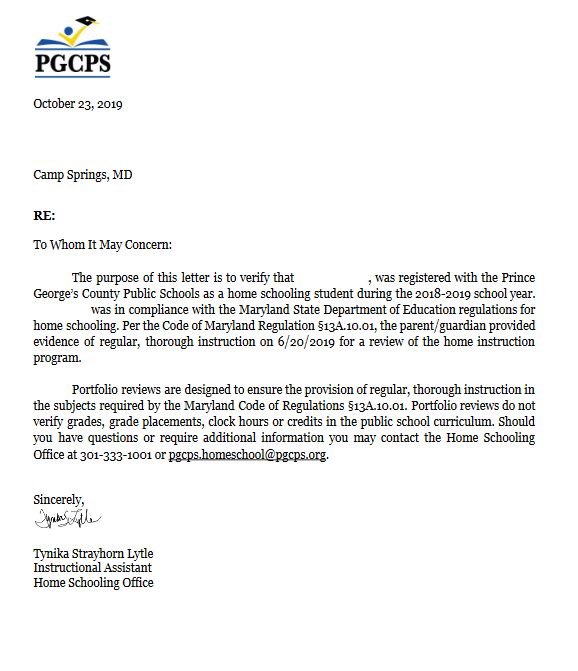 PGCPS
October 23, 2019
Camp Springs, MD
RE:
To Whom It May Concern:
The purpose of this letter is to verify that , was registered with the Prince
George's County Public Schools as a home schooling student during the 2018-2019 school year.
was in compliance with the Maryland State Department of Education regulations for
home schooling. Per the Code of Maryland Regulation §13A.10.01, the parent/guardian provided
evidence of regular, thorough instruction on 6/20/2019 for a review of the home instruction
program.
Portfolio reviews are designed to ensure the provision of regular, thorough instruction in
the subjects required by the Maryland Code of Regulations §13A.10.01. Portfolio reviews do not
verify grades, grade placements, clock hours or credits in the public school curriculum. Should
you have questions or require additional information you may contact the Home Schooling
Office at 301-333-1001 or pgcps.homeschool@pgcps.org.
Sincerely,
Tynika S Lytle
Tynika Strayhorn Lytle
Instructional Assistant
Home Schooling Office